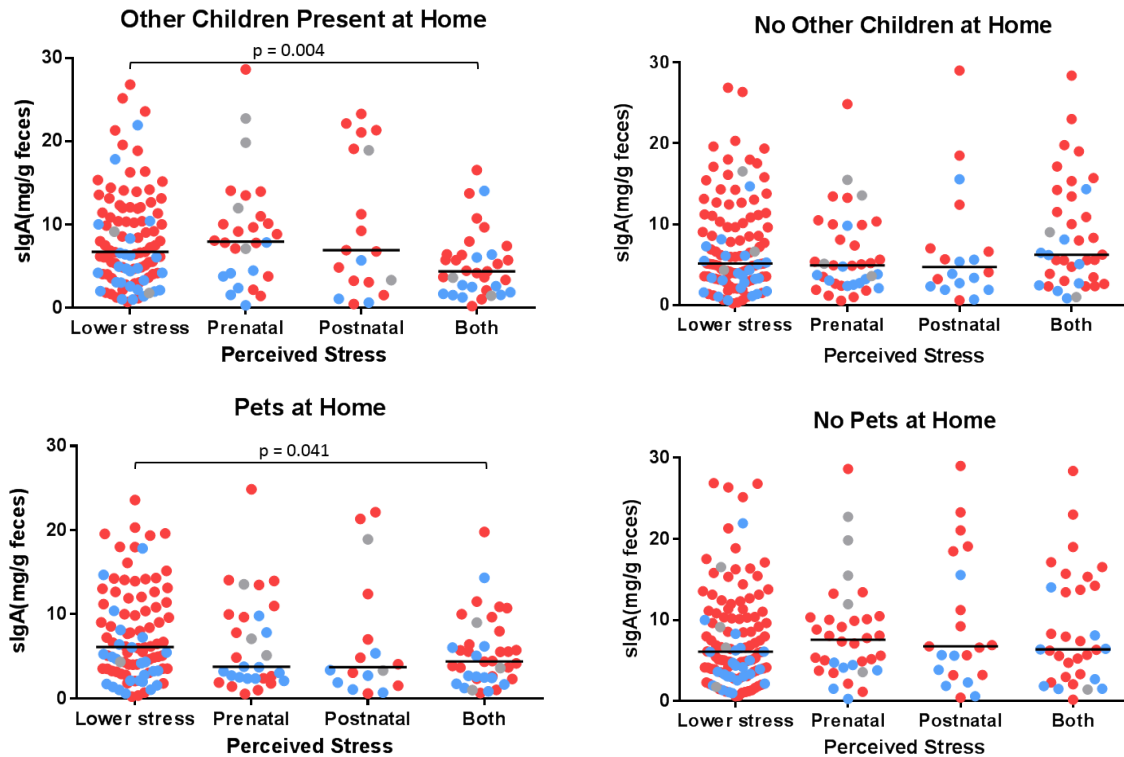 Other Children Present at Home
p = 0.004
30
20
10
0
sIgA(mg/g feces)
Lower stress Prenatal Postnatal Both
Perceived Stress
No Other Children at Home
30
20
10
0
sIgA(mg/g feces)
Lower stress Prenatal Postnatal Both
Perceived Stress
Pets at Home
p = 0.041
30
20
10
0
sIgA(mg/g feces)
Lower stress Prenatal Postnatal Both
Perceived Stress
No Pets at Home
30
20
10
0
sIgA(mg/g feces)
Lower stress Prenatal Postnatal Both
Perceived Stress